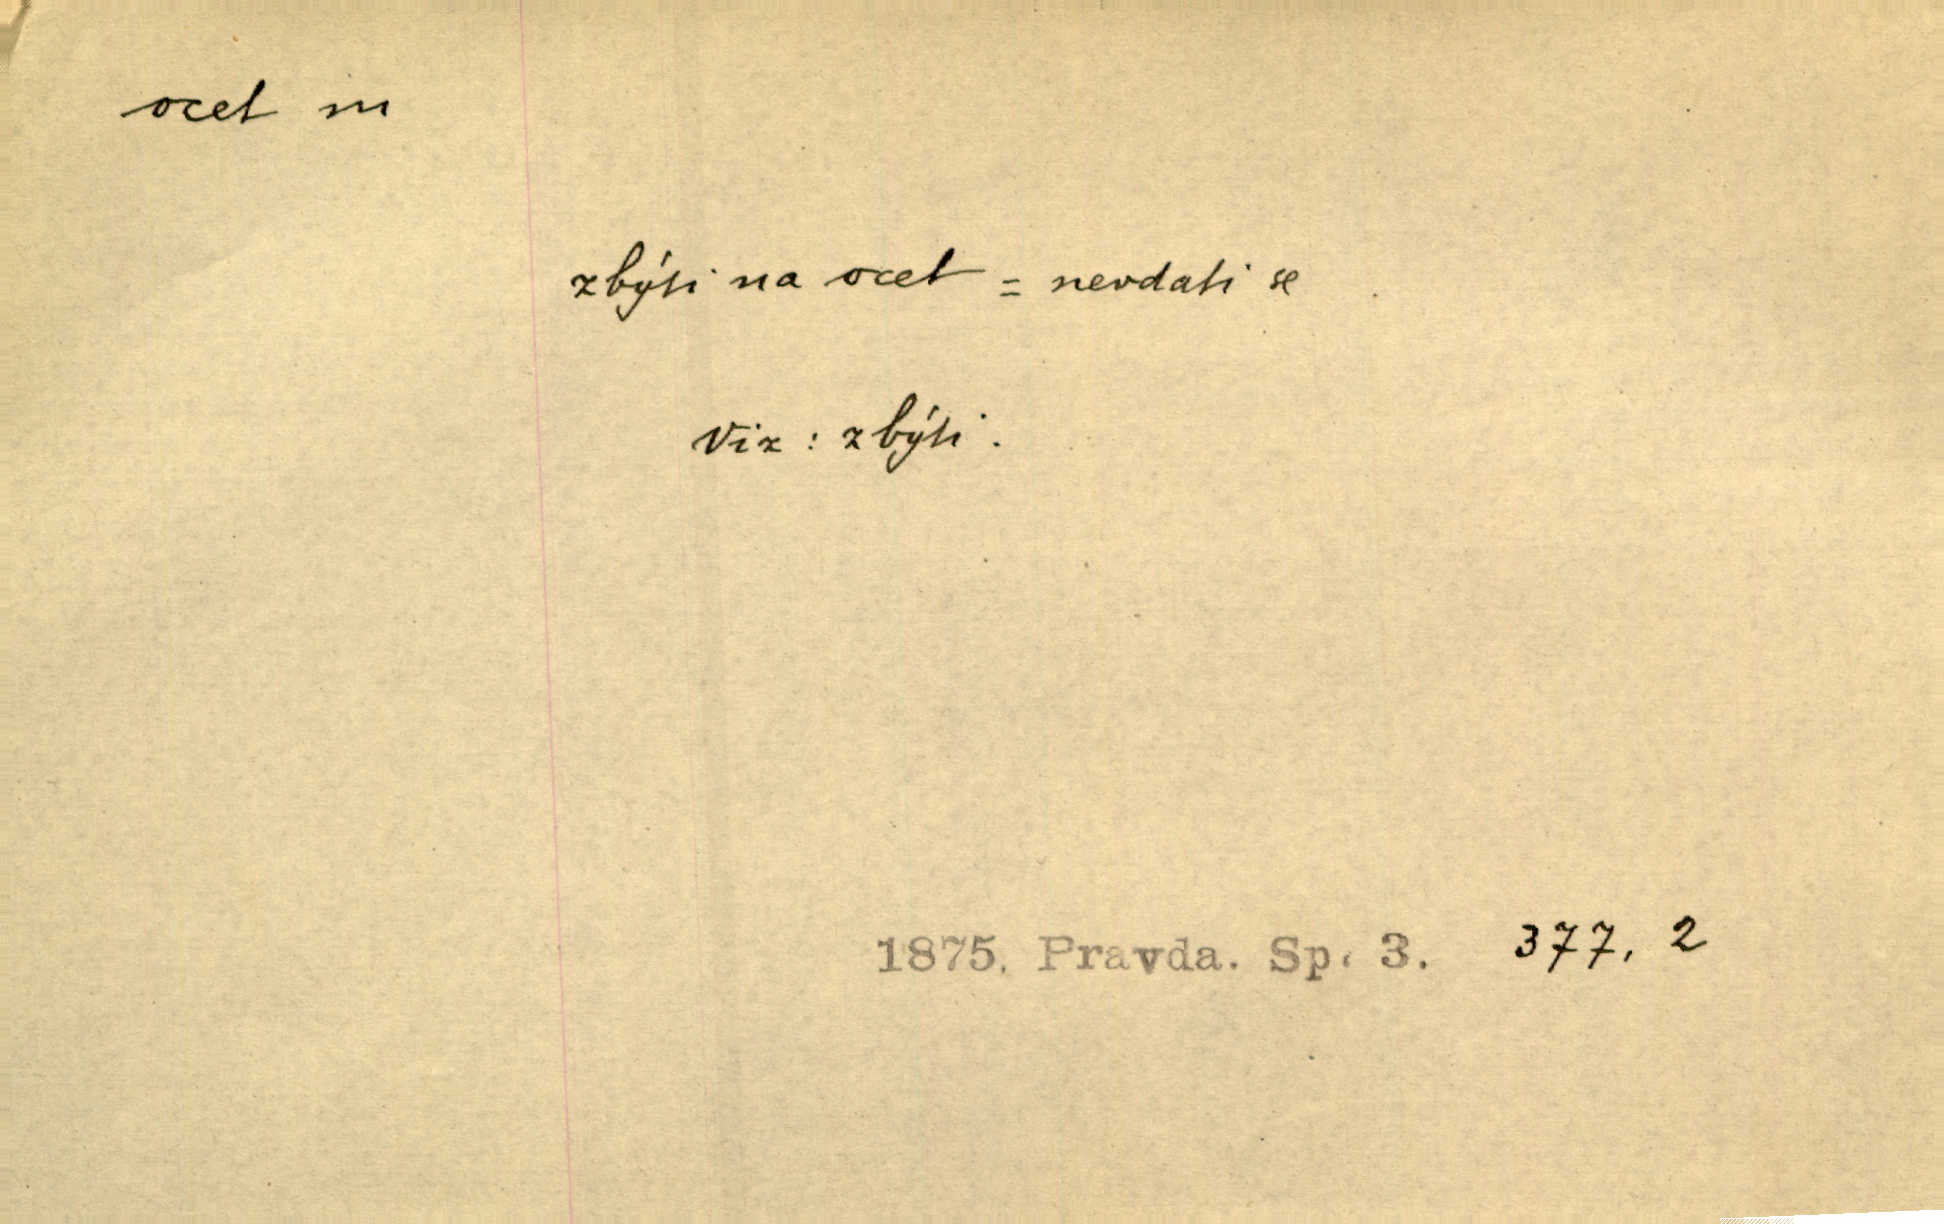 ocet m
zbýti na ocet = nevdati se
viz : zbýti.
1875. Pravda. Sp. 3. 377, 2